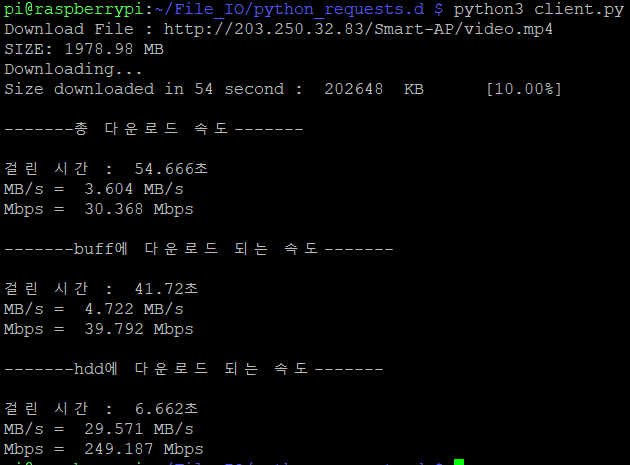 pi@raspberrypi:~/File_IO/python_requests.d $ python3 client.py
Download File : http://203.250.32.83/Smart-AP/video.mp4
SIZE: 1978.98 MB
Downloading...
Size downloaded in 54 second :  202648  KB      [10.00%]
-------총 다운로드 속도-------
걸린 시간 :  54.666초
MB/s =  3.604 MB/s
Mbps =  30.368 Mbps
-------buff에 다운로드 되는 속도-------
걸린 시간 :  41.72초
MB/s =  4.722 MB/s
Mbps =  39.792 Mbps
-------hdd에 다운로드 되는 속도-------
걸린 시간 :  6.662초
MB/s =  29.571 MB/s
Mbps =  249.187 Mbps